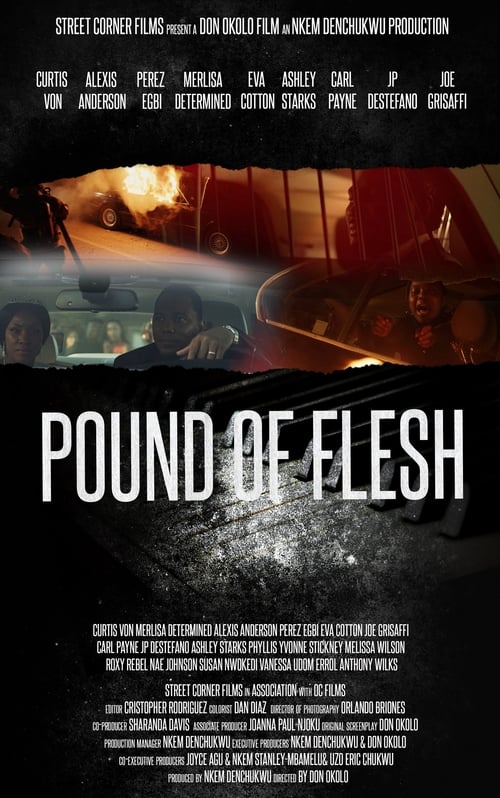 STREET CORNER FILMS PRESENT A DON OKOLO FILM AN NKEM DENCHUKWU PRODUCTION
CURTIS VON ALEXIS ANDERSON PEREZ EGBI MERLISA DETERMINED EVA COTTON ASHLEY STARKS CARL PAYNE JP DESTEFANO JOE GRISAFFI
POUND OF FLESH
CURTIS VON MERLISA DETERMINED ALEXIS ANDERSON PEREZ EGBI EVA COTTON JOE GRISAFFI
CARL PAYNE JP DESTEFANO ASHLEY STARKS PHYLLIS YVONNE STICKNEY MELISSA WILSON
ROXY REBEL NAE JOHNSON SUSAN NWOKEDI VANESSA UDOM ERROL ANTHONY WILKS
STREET CORNER FILMS IN ASSOCIATION WITH OC FILMS
EDITOR CRISTOPHER RODRIGUEZ COLORIST DAN DIAZ DIRECTOR OF PHOTOGRAPHY ORLANDO BRIONES
CO-PRODUCER SHARANDA DAVIS ASSOCIATE PRODUCER JOANNA PAUL-NJOKU ORIGINAL SCREENPLAY DON OKOLO
PRODUCTION MANAGER NKEM DENCHUKWU EXECUTIVE PRODUCERS NKEM DENCHUKWU & DON OKOLO
CO-EXECUTIVE PRODUCERS JOYCE AGU & NKEM STANLEY-MBAMELU & UZO ERIC CHUKWU
PRODUCED BY NKEM DENCHUKWU DIRECTED BY DON OKOLO